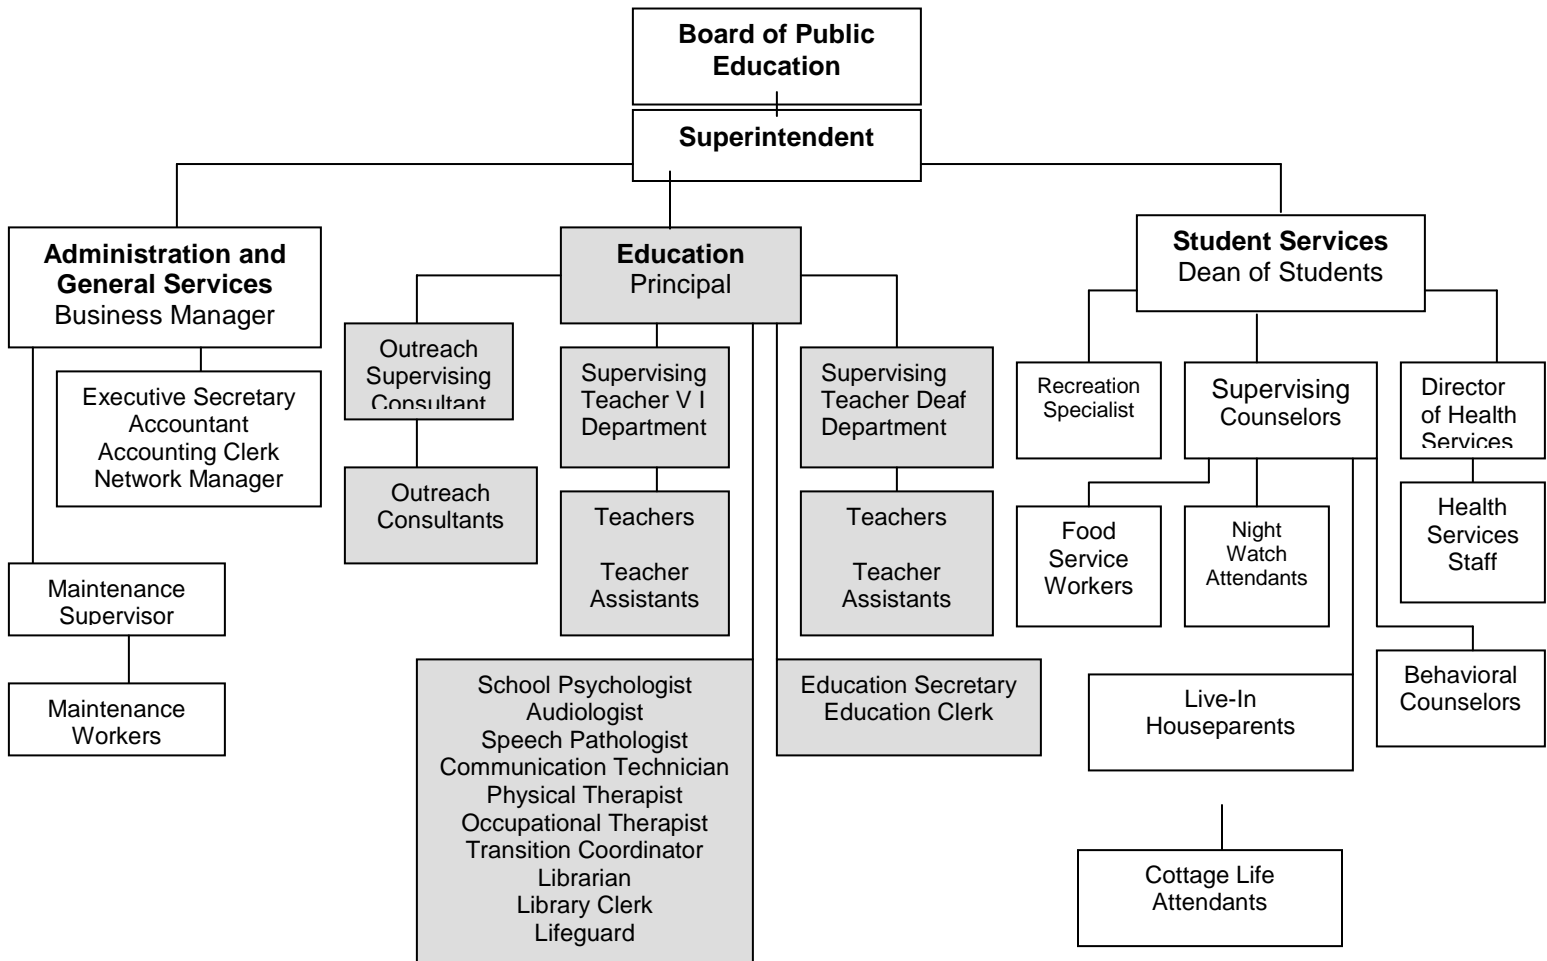 Board of Public
Education
Superintendent
Administration and
General Services
Business Manager
Executive Secretary
Accountant
Accounting Clerk
Network Manager
Maintenance
Supervisor
Maintenance
Workers
Education
Principal
Outreach
Supervising
Consultant
Outreach
Consultants
Supervising
Teacher V I
Department
Teachers
Teacher
Assistants
Supervising
Teacher Deaf
Department
Teachers
Teacher
Assistants
School Psychologist
Audiologist
Speech Pathologist
Communication Technician
Physical Therapist
Occupational Therapist
Transition Coordinator
Librarian
Library Clerk
Lifeguard
Education Secretary
Education Clerk
Student Services
Dean of Students
Recreation
Specialist
Supervising
Counselors
Director
of Health
Services
Food
Service
Workers
Night
Watch
Attendants
Health
Services
Staff
Live-In
Houseparents
Behavioral
Counselors
Cottage Life
Attendants